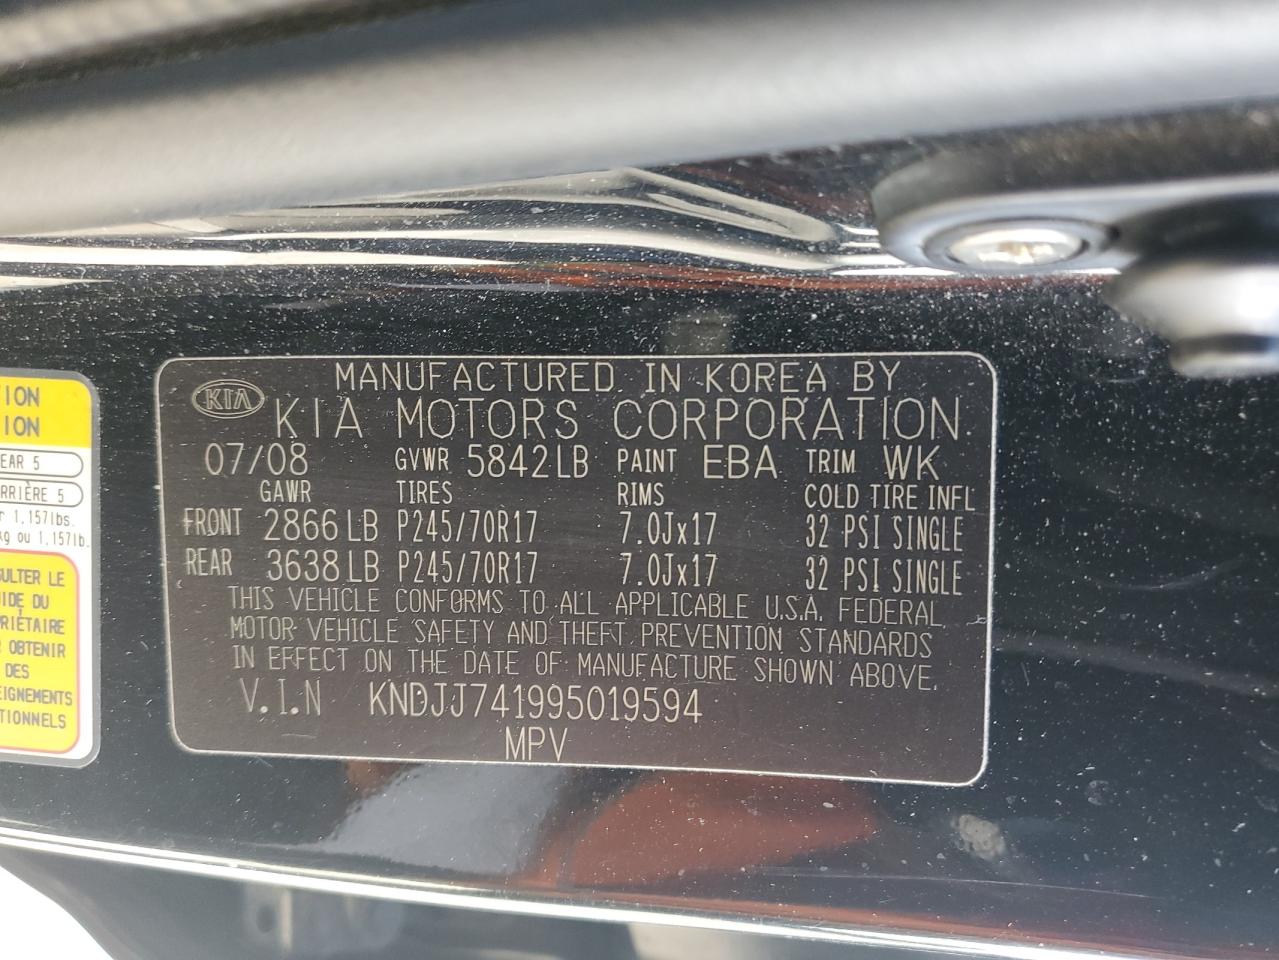 TION
ION
EAR 5
RRIÈRE 5
r 1,157lbs.
kg ou 1,157lb.
SULTER LE
IDE DU
PRIÉTAIRE
R OBTENIR
DES
EIGNEMENTS
TIONNELS
KIA
MANUFACTURED IN KOREA BY
KIA MOTORS CORPORATION
07/08 GVWR 5842LB PAINT EBA TRIM WK
GAWR TIRES RIMS COLD TIRE INFL
FRONT 2866LB P245/70R17 7.0Jx17 32 PSI SINGLE
REAR 3638LB P245/70R17 7.0Jx17 32 PSI SINGLE
THIS VEHICLE CONFORMS TO ALL APPLICABLE U.S.A. FEDERAL
MOTOR VEHICLE SAFETY AND THEFT PREVENTION STANDARDS
IN EFFECT ON THE DATE OF MANUFACTURE SHOWN ABOVE.
V.I.N KNDJJ741995019594
MPV